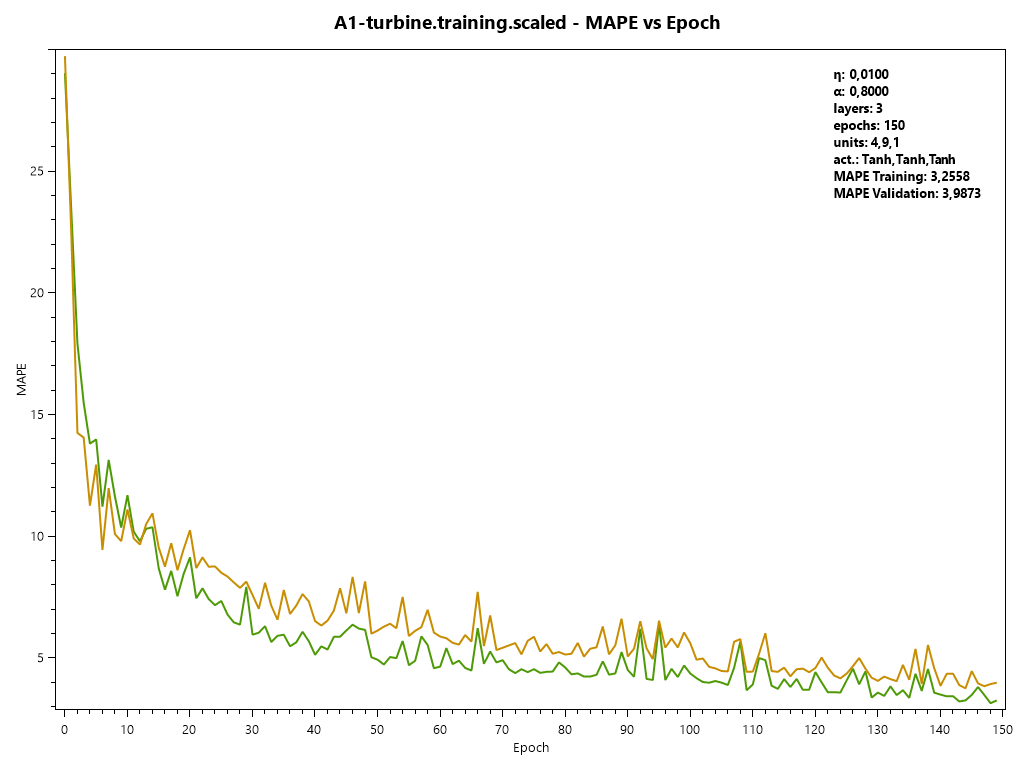 A1-turbine.training.scaled - MAPE vs Epoch
η: 0,0100
α: 0,8000
layers: 3
epochs: 150
units: 4,9,1
act.: Tanh,Tanh,Tanh
MAPE Training: 3,2558
MAPE Validation: 3,9873
25
20
15
10
5
MAPE
0 10 20 30 40 50 60 70 80 90 100 110 120 130 140 150
Epoch